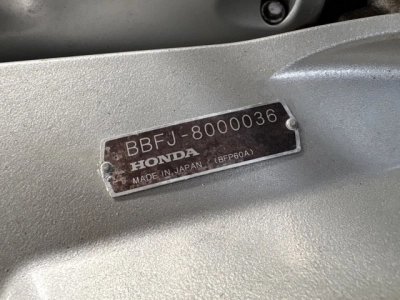 BBFJ-8000036
HONDA
MADE IN JAPAN (BFP60A)